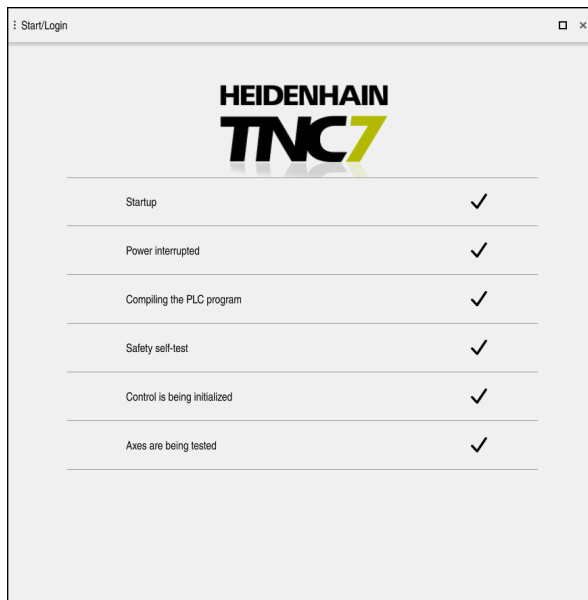 Start/Login
HEIDENHAIN
TNC7
Startup
Power interrupted
Compiling the PLC program
Safety self-test
Control is being initialized
Axes are being tested